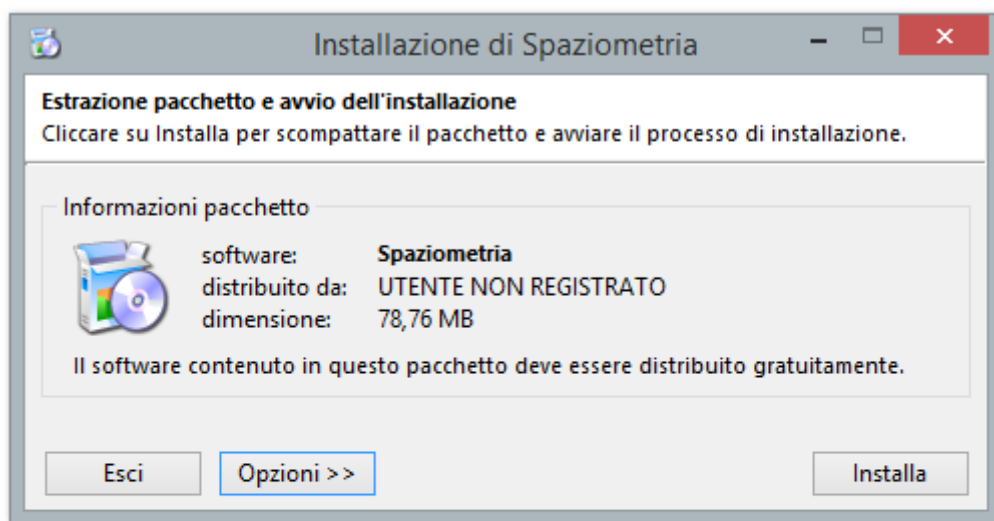 Installazione di Spaziometria
Estrazione pacchetto e avvio dell'installazione
Cliccare su Installa per scompattare il pacchetto e avviare il processo di installazione.
Informazioni pacchetto
software: Spaziometria
distribuito da: UTENTE NON REGISTRATO
dimensione: 78,76 MB
Il software contenuto in questo pacchetto deve essere distribuito gratuitamente.
Esci Opzioni >> Installa